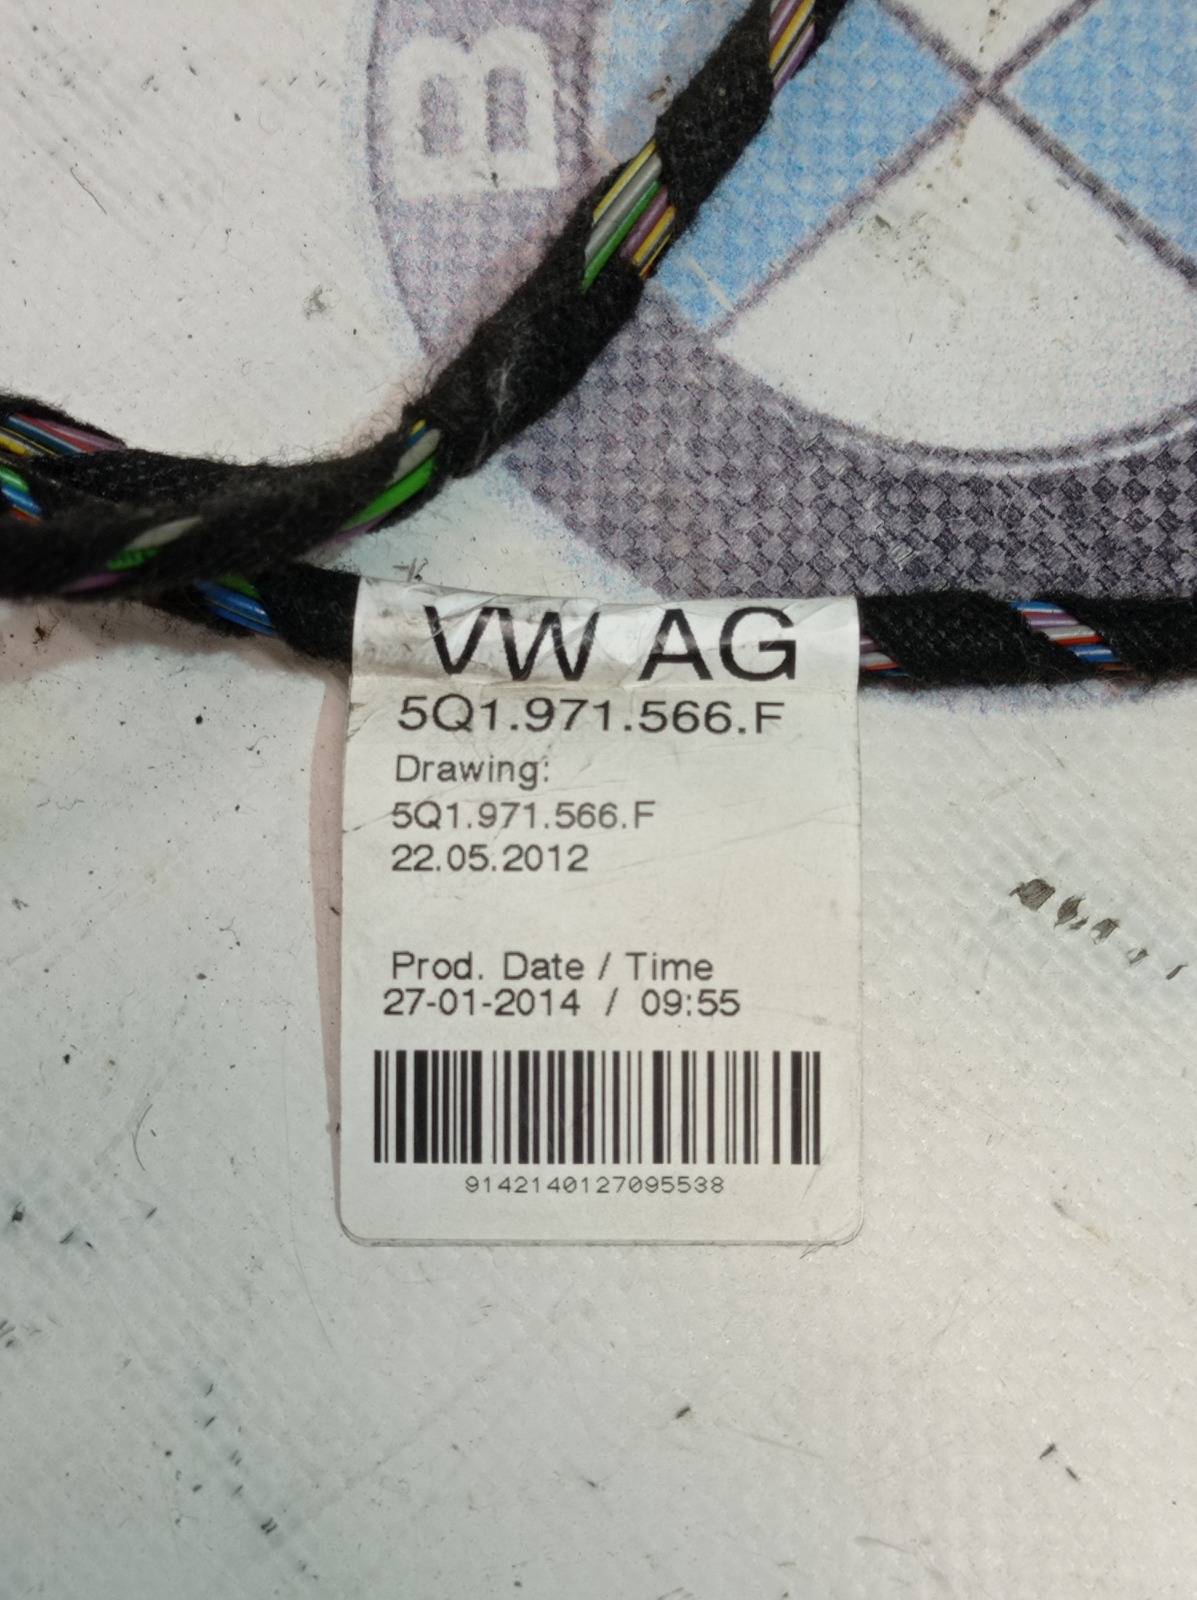 B
VW AG
5Q1.971.566.F
Drawing:
5Q1.971.566.F
22.05.2012
Prod. Date / Time
27-01-2014 / 09:55
9142140127095538